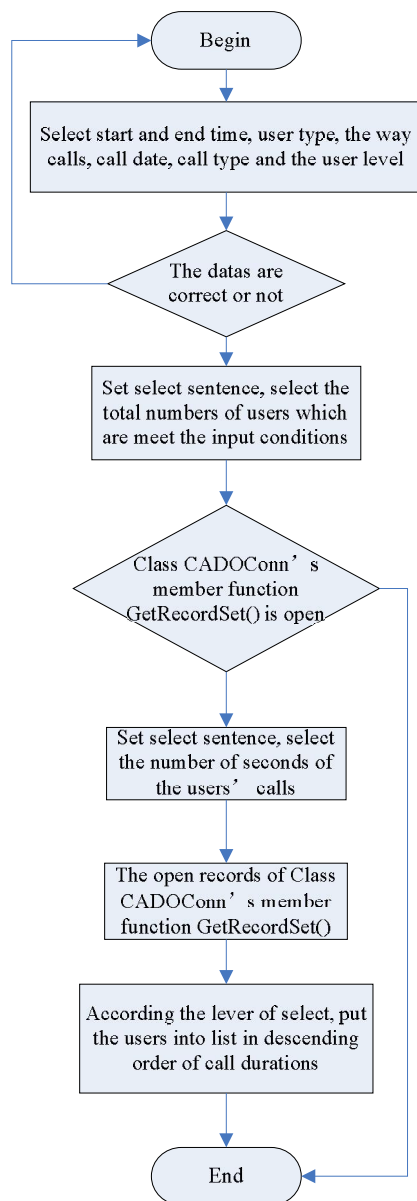 Begin
Select start and end time, user type, the way
calls, call date, call type and the user level
The datas are
correct or not
Set select sentence, select the
total numbers of users which
are meet the input conditions
Class CADOConn’s
member function
GetRecordSet() is open
Set select sentence, select
the number of seconds of
the users’ calls
The open records of Class
CADOConn’s member
function GetRecordSet()
According the lever of select, put
the users into list in descending
order of call durations
End